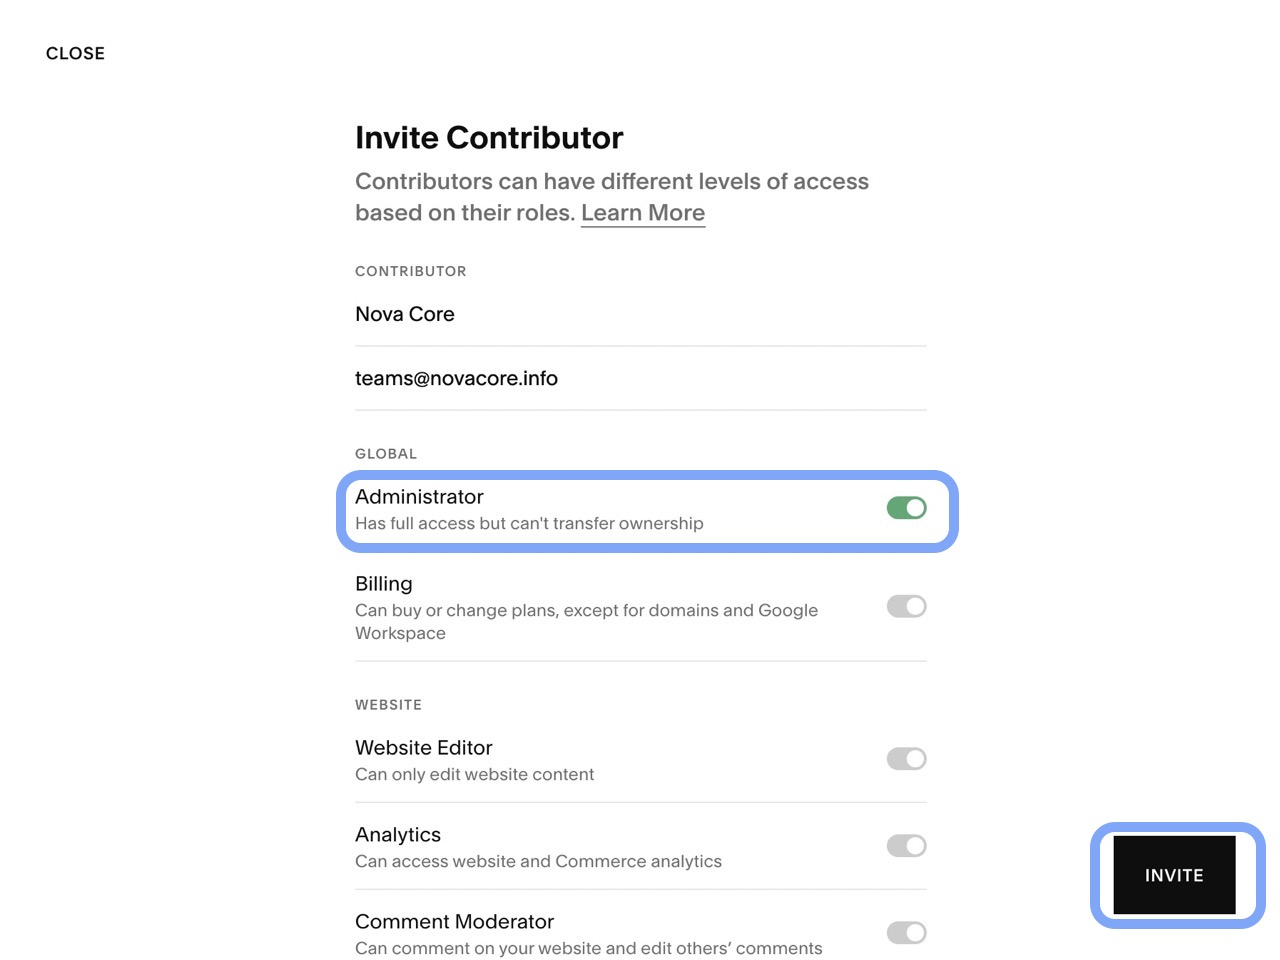 CLOSE
Invite Contributor
Contributors can have different levels of access
based on their roles. Learn More
CONTRIBUTOR
Nova Core
teams@novacore.info
GLOBAL
Administrator
Has full access but can't transfer ownership
Billing
Can buy or change plans, except for domains and Google
Workspace
WEBSITE
Website Editor
Can only edit website content
Analytics
Can access website and Commerce analytics
Comment Moderator
Can comment on your website and edit others’ comments
INVITE